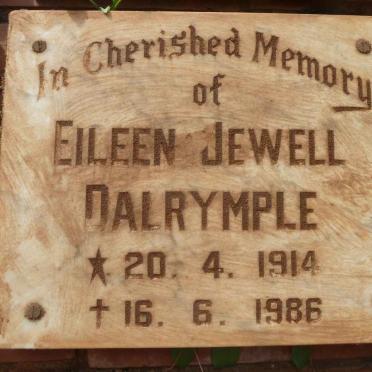 In Cherished Memory
of
EILEEN JEWELL
DALRYMPLE
★ 20. 4. 1914
✝ 16. 6. 1986